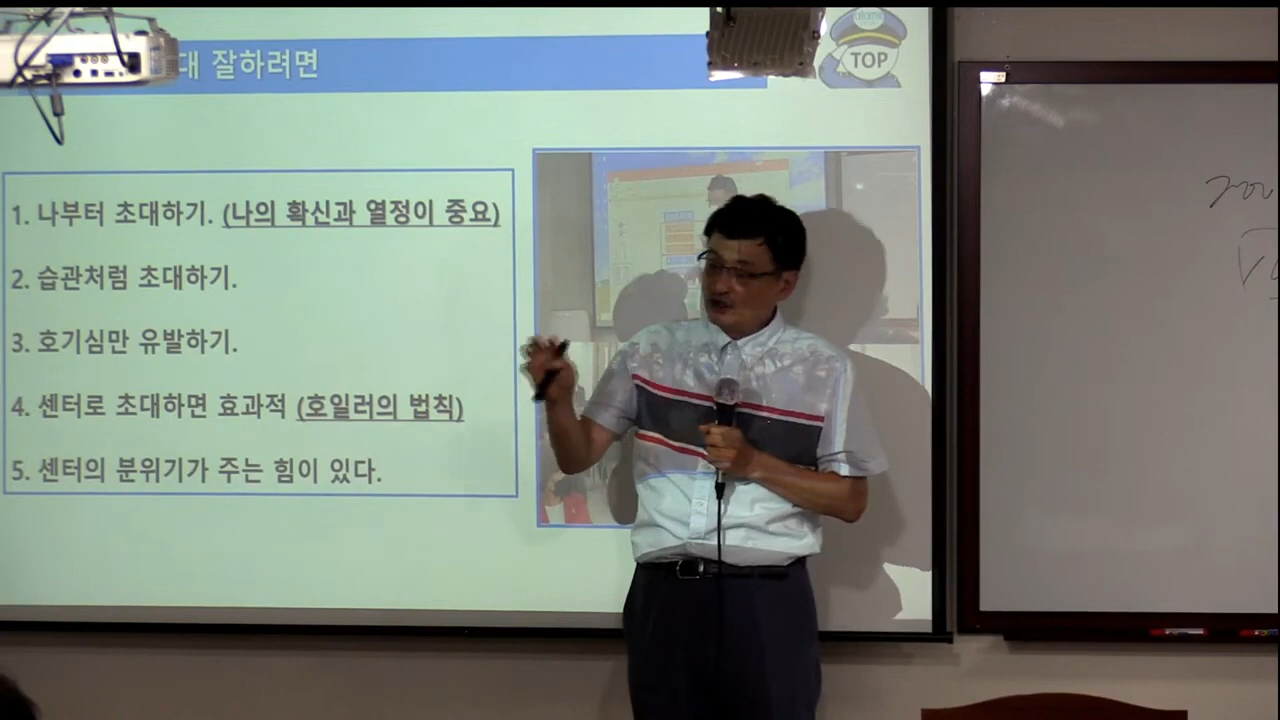 대 잘하려면
atomic
TOP
1. 나부터 초대하기. (나의 확신과 열정이 중요)
2. 습관처럼 초대하기.
3. 호기심만 유발하기.
4. 센터로 초대하면 효과적 (호일러의 법칙)
5. 센터의 분위기가 주는 힘이 있다.